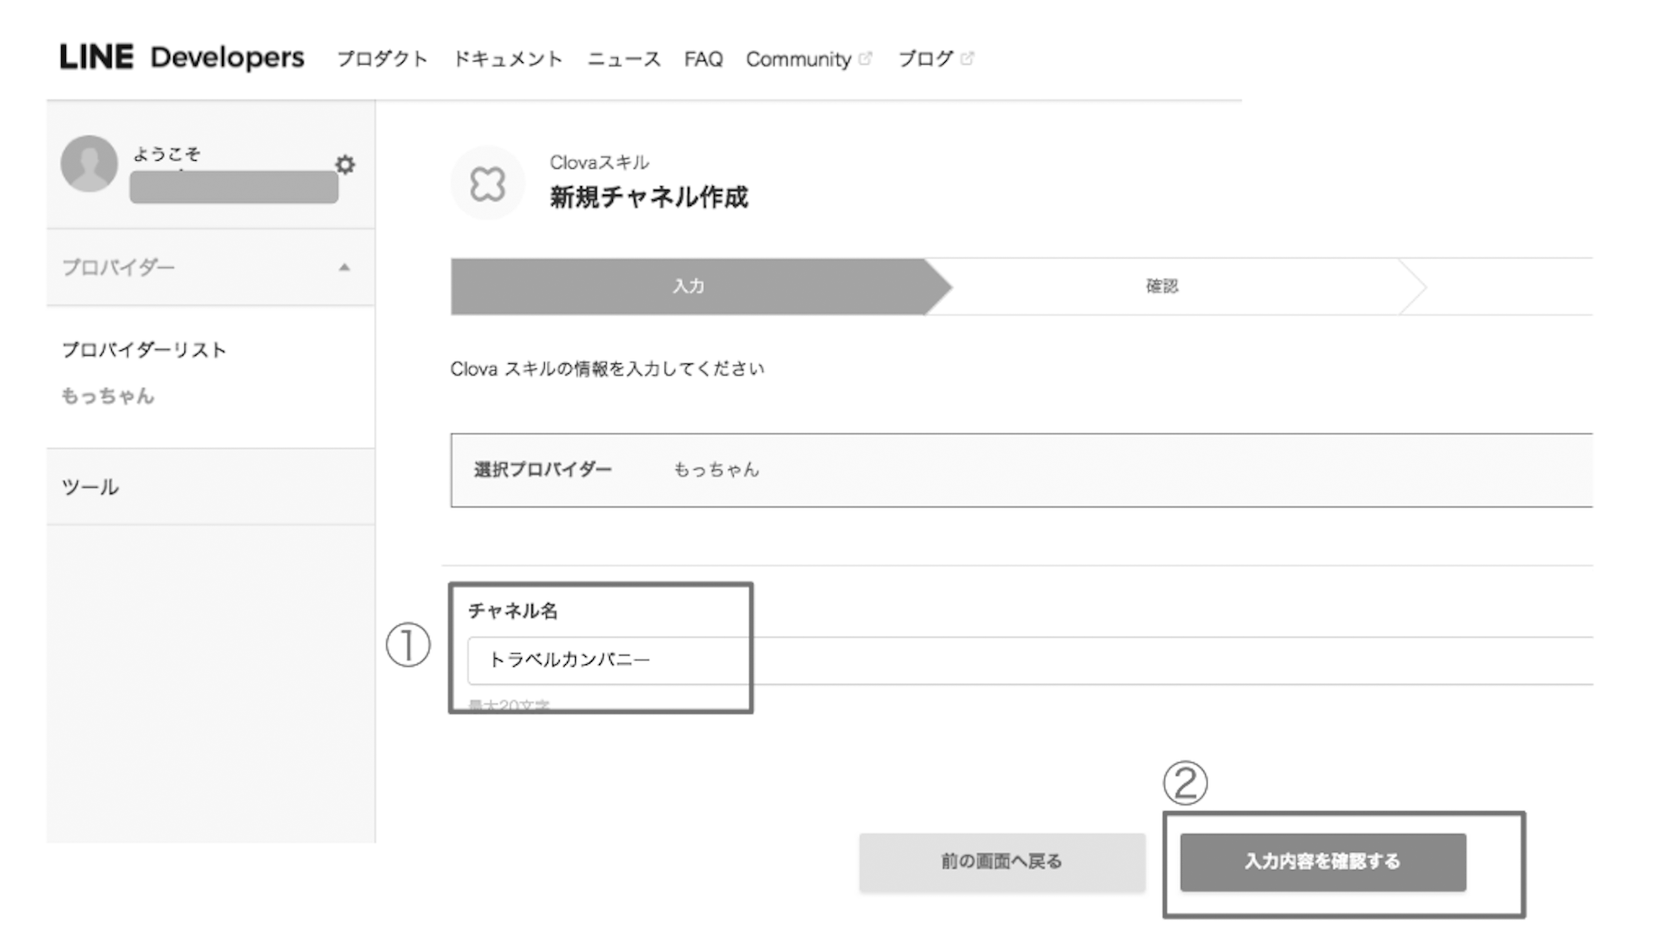 LINE Developers プロダクト ドキュメント ニュース FAQ Community ブログ
ようこそ
プロバイダー
プロバイダーリスト
もっちゃん
ツール
Clovaスキル
新規チャネル作成
入力 確認
Clova スキルの情報を入力してください
選択プロバイダー もっちゃん
①
チャネル名
トラベルカンパニー
最大20文字
②
前の画面へ戻る 入力内容を確認する